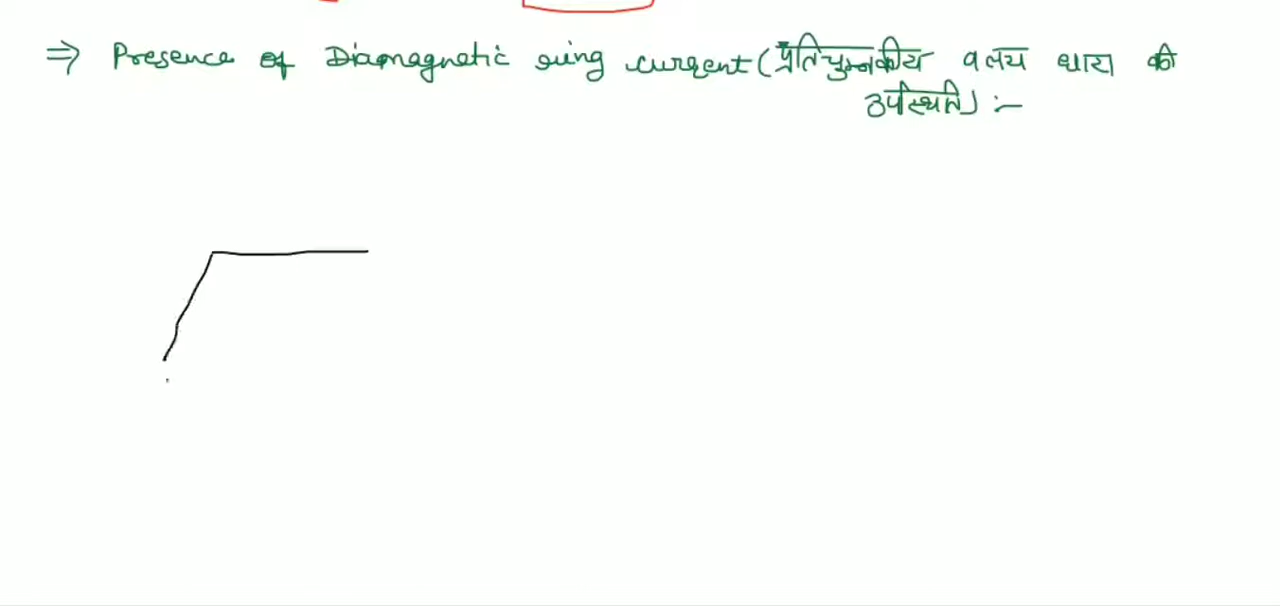 ⇒ Presence of Diamagnetic ring current (प्रतिचुम्बकीय वलय धारा की
उपस्थिति) :-